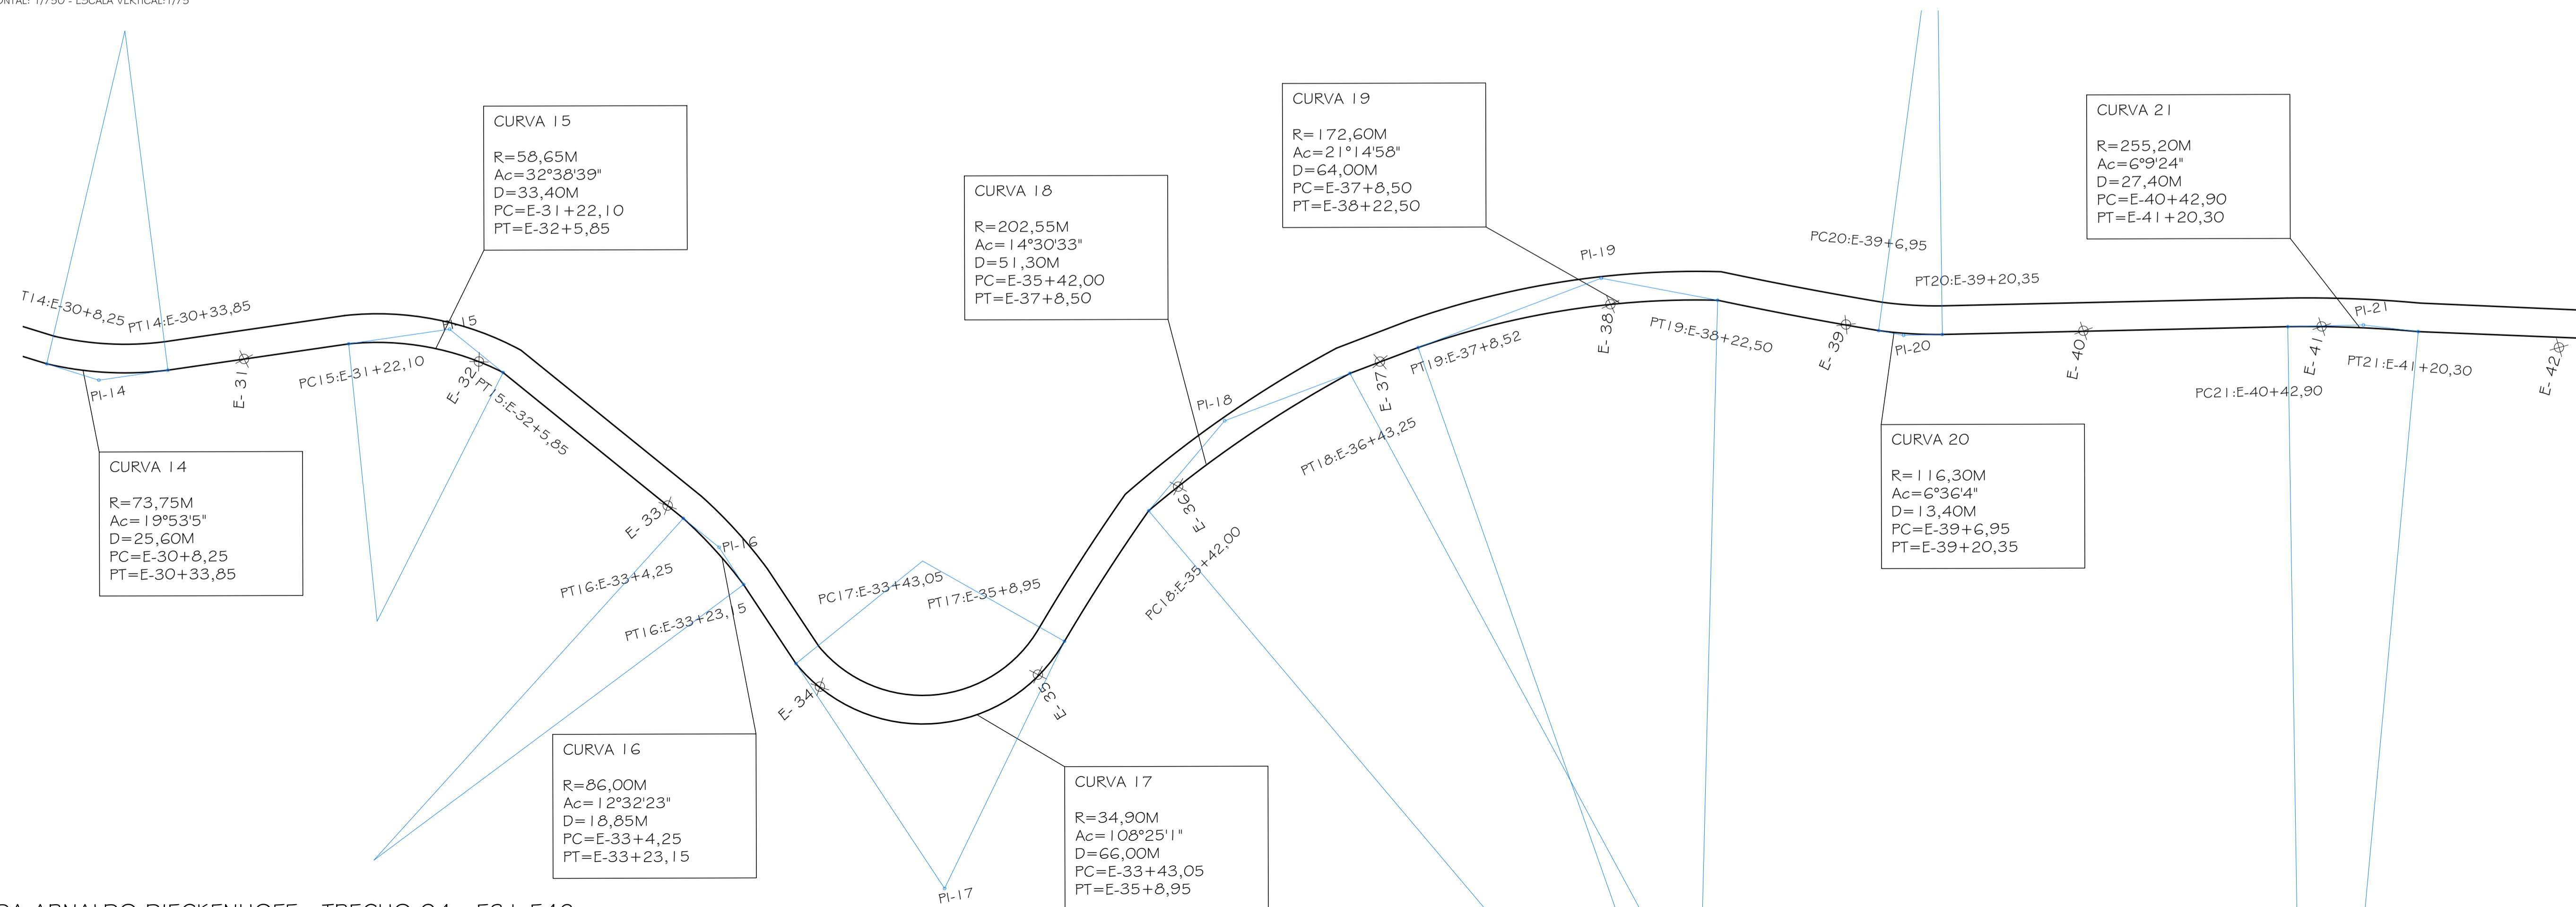 CURVA 15
R=58,65M
Ac=32°38'39"
D=33,40M
PC=E-31+22,10
PT=E-32+5,85
CURVA 18
R=202,55M
Ac=14°30'33"
D=51,30M
PC=E-35+42,00
PT=E-37+8,50
CURVA 19
R=172,60M
Ac=21°14'58"
D=64,00M
PC=E-37+8,50
PT=E-38+22,50
CURVA 21
R=255,20M
Ac=6°9'24"
D=27,40M
PC=E-40+42,90
PT=E-41+20,30
T14:E-30+8,25
PT14:E-30+33,85
PI-14
E-31
PC15:E-31+22,10
PI-15
E-32
PT15:E-32+5,85
E-33
PI-16
PT16:E-33+4,25
PT16:E-33+23,15
PC17:E-33+43,05
PT17:E-35+8,95
E-34
E-35
PI-17
PC18:E-35+42,00
E-36
PI-18
PT18:E-36+43,25
E-37
PT19:E-37+8,52
PI-19
E-38
PT19:E-38+22,50
PC20:E-39+6,95
E-39
PI-20
PT20:E-39+20,35
E-40
PC21:E-40+42,90
E-41
PI-21
PT21:E-41+20,30
E-42
CURVA 14
R=73,75M
Ac=19°53'5"
D=25,60M
PC=E-30+8,25
PT=E-30+33,85
CURVA 16
R=86,00M
Ac=12°32'23"
D=18,85M
PC=E-33+4,25
PT=E-33+23,15
CURVA 17
R=34,90M
Ac=108°25'1"
D=66,00M
PC=E-33+43,05
PT=E-35+8,95
CURVA 20
R=116,30M
Ac=6°36'4"
D=13,40M
PC=E-39+6,95
PT=E-39+20,35